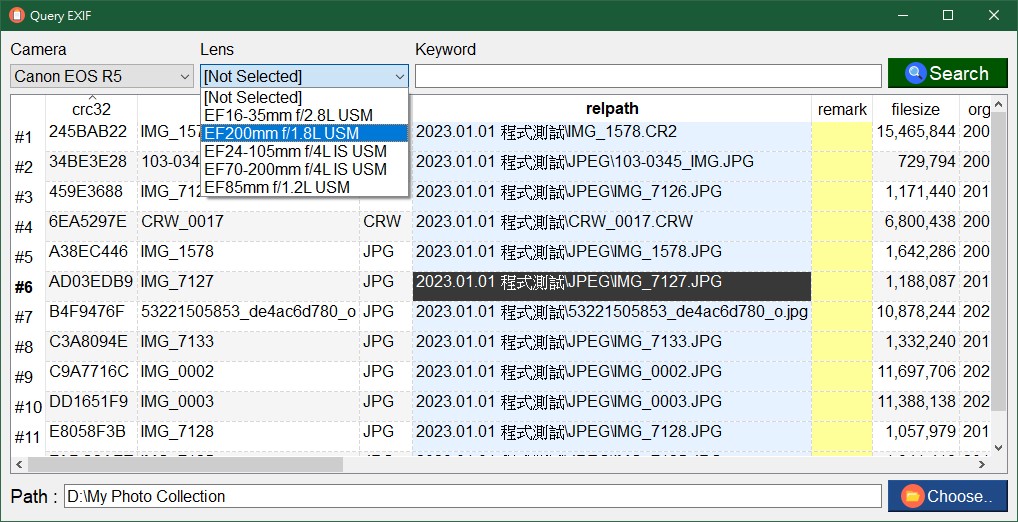 Query EXIF
Camera Lens Keyword
Canon EOS R5 [Not Selected] Search
[Not Selected]
EF16-35mm f/2.8L USM
EF200mm f/1.8L USM
EF24-105mm f/4L IS USM
EF70-200mm f/4L IS USM
EF85mm f/1.2L USM
crc32 relpath remark filesize org
#1 245BAB22 IMG_157 2023.01.01 程式測試\IMG_1578.CR2 15,465,844 200
#2 34BE3E28 103-034 2023.01.01 程式測試\JPEG\103-0345_IMG.JPG 729,794 200
#3 459E3688 IMG_712 2023.01.01 程式測試\JPEG\IMG_7126.JPG 1,171,440 201
#4 6EA5297E CRW_0017 CRW 2023.01.01 程式測試\CRW_0017.CRW 6,800,438 200
#5 A38EC446 IMG_1578 JPG 2023.01.01 程式測試\JPEG\IMG_1578.JPG 1,642,286 200
#6 AD03EDB9 IMG_7127 JPG 2023.01.01 程式測試\JPEG\IMG_7127.JPG 1,188,087 201
#7 B4F9476F 53221505853_de4ac6d780_o JPG 2023.01.01 程式測試\JPEG\53221505853_de4ac6d780_o.jpg 10,878,244 202
#8 C3A8094E IMG_7133 JPG 2023.01.01 程式測試\JPEG\IMG_7133.JPG 1,332,240 201
#9 C9A7716C IMG_0002 JPG 2023.01.01 程式測試\JPEG\IMG_0002.JPG 11,697,706 202
#10 DD1651F9 IMG_0003 JPG 2023.01.01 程式測試\JPEG\IMG_0003.JPG 11,388,138 202
#11 E8058F3B IMG_7128 JPG 2023.01.01 程式測試\JPEG\IMG_7128.JPG 1,057,979 201
Path : D:\My Photo Collection Choose..